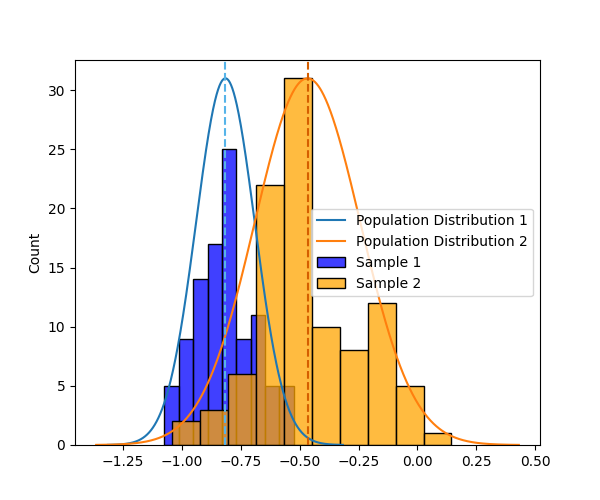 30
25
20
15
10
5
0
Count
Population Distribution 1
Population Distribution 2
Sample 1
Sample 2
−1.25 −1.00 −0.75 −0.50 −0.25 0.00 0.25 0.50